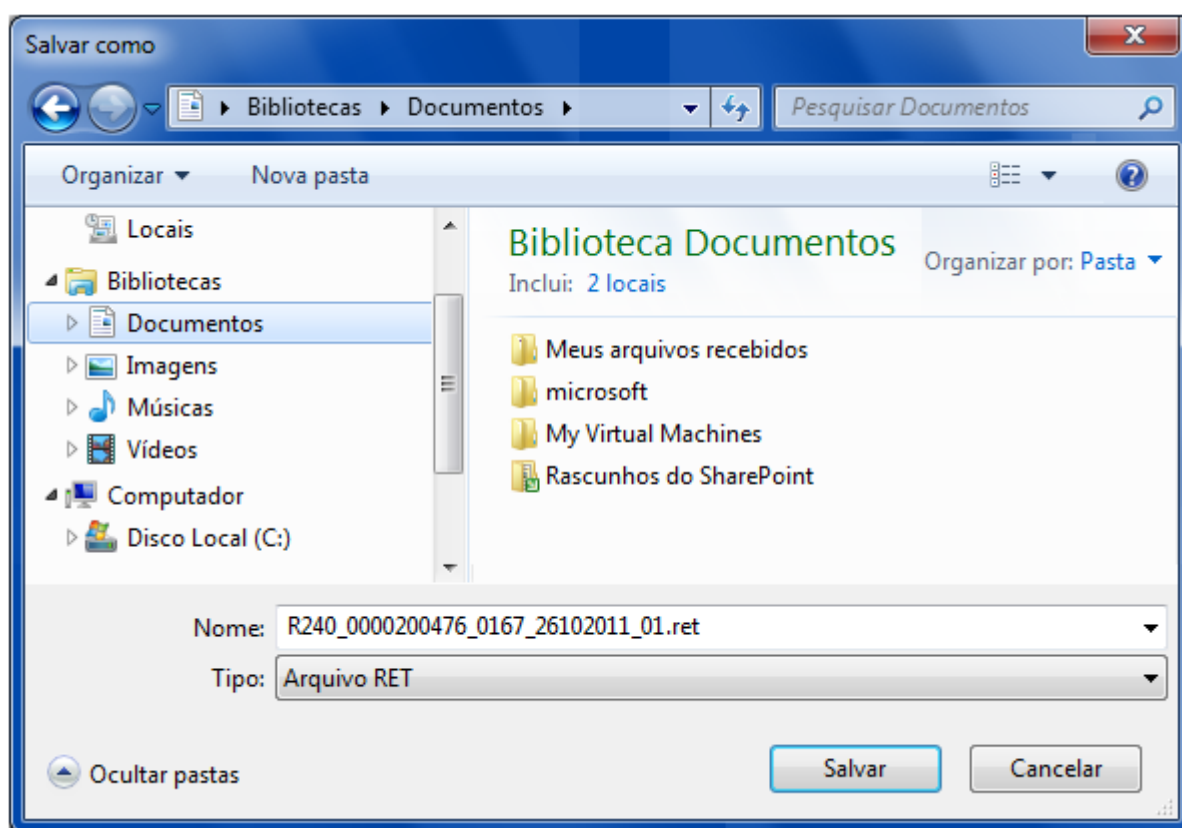 Salvar como
Bibliotecas Documentos
Pesquisar Documentos
Organizar Nova pasta
Locais
Bibliotecas
Documentos
Imagens
Músicas
Vídeos
Computador
Disco Local (C:)
Biblioteca Documentos
Inclui: 2 locais
Organizar por: Pasta
Meus arquivos recebidos
microsoft
My Virtual Machines
Rascunhos do SharePoint
Nome: R240_0000200476_0167_26102011_01.ret
Tipo: Arquivo RET
Ocultar pastas
Salvar Cancelar